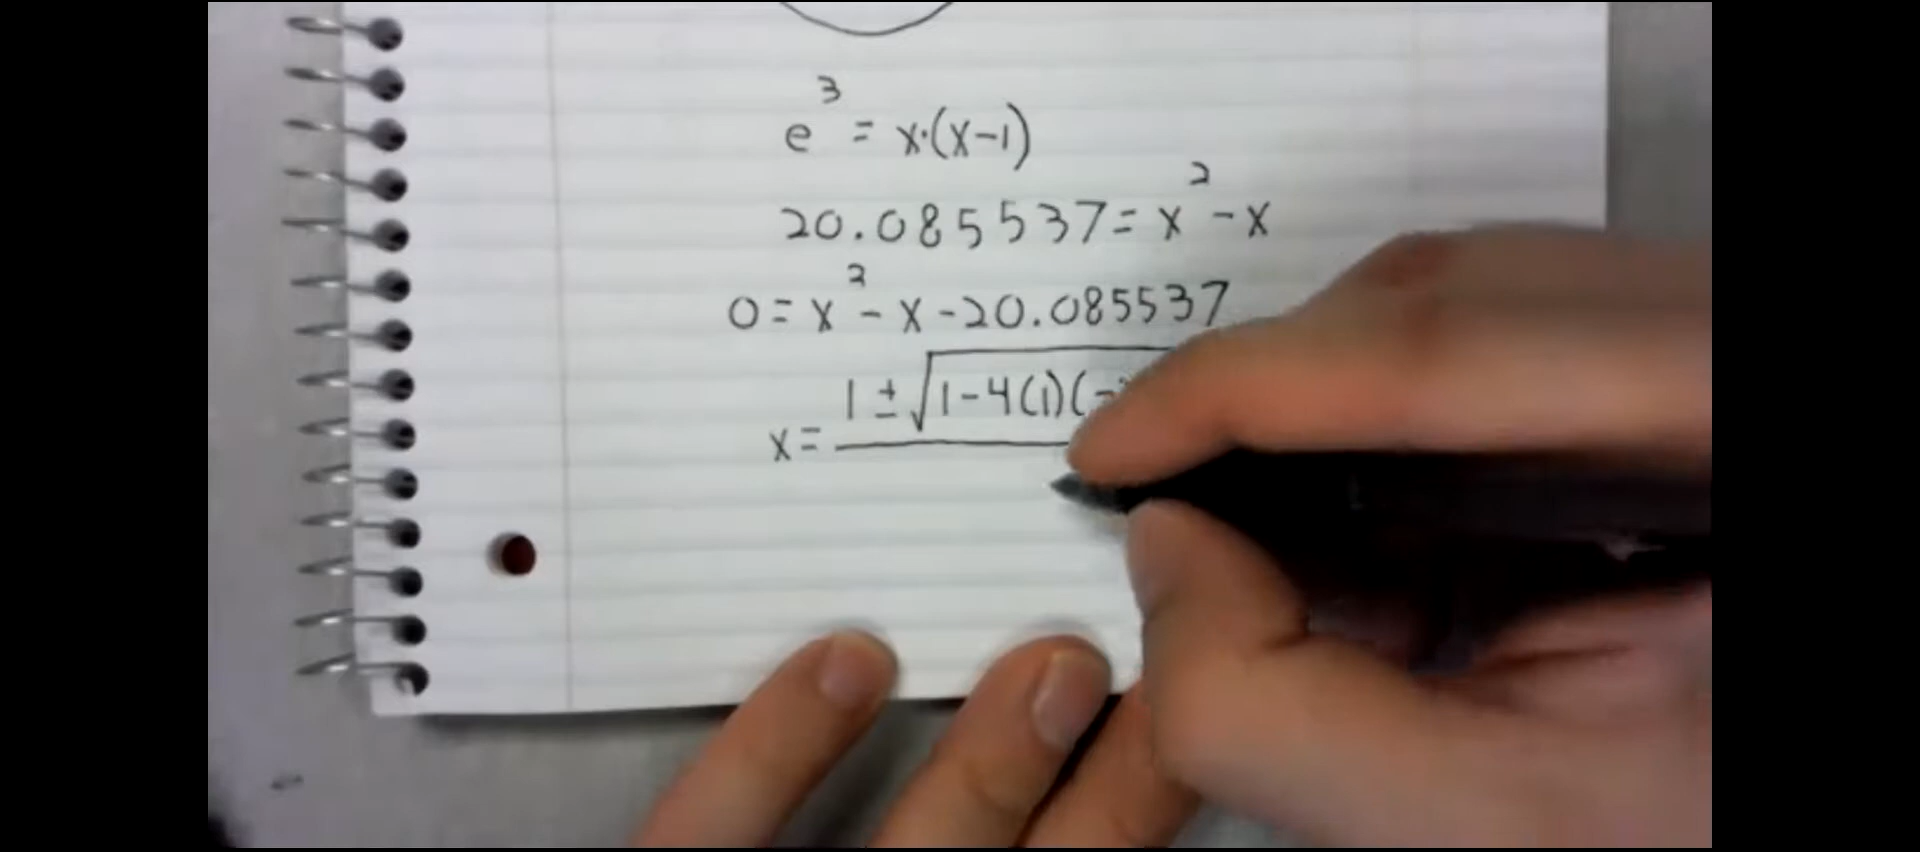 e³ = x·(x-1)
20.085537 = x² - x
0 = x² - x - 20.085537
x = 1 ± √1-4(1)(-